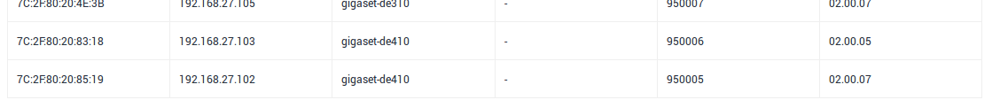 7C:2F:80:20:4E:3B 192.168.27.105 gigaset-de310 - 950007 02.00.07
7C:2F:80:20:83:18 192.168.27.103 gigaset-de410 - 950006 02.00.05
7C:2F:80:20:85:19 192.168.27.102 gigaset-de410 - 950005 02.00.07